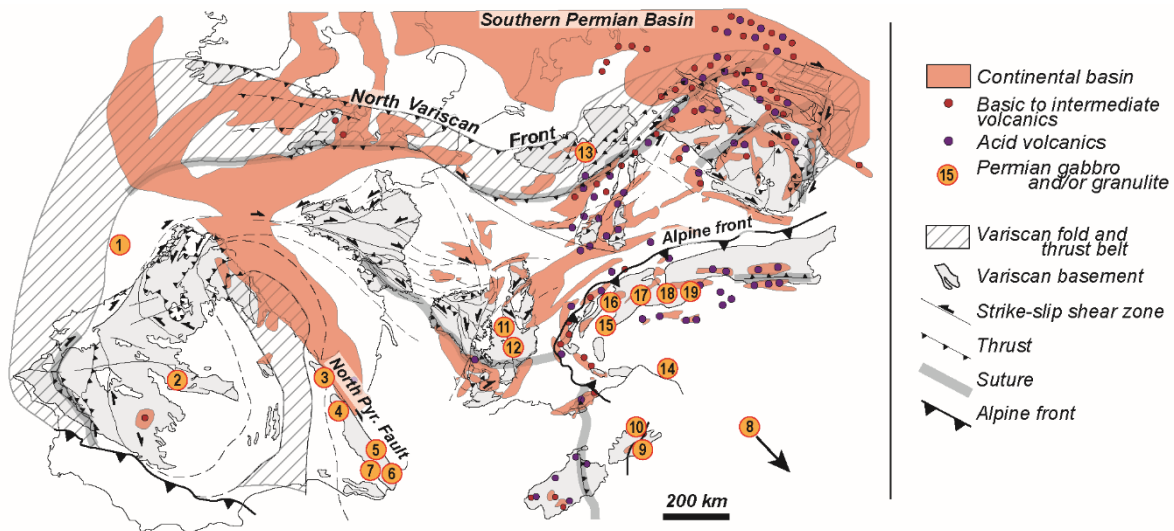 Southern Permian Basin
North Variscan
Front
Alpine front
North Pyr. Fault
1
2
3
4
5
7
6
11
12
13
16
17
18
19
15
14
10
9
8
200 km
Continental basin
Basic to intermediate
volcanics
Acid volcanics
15
Permian gabbro
and/or granulite
Variscan fold and
thrust belt
Variscan basement
Strike-slip shear zone
Thrust
Suture
Alpine front